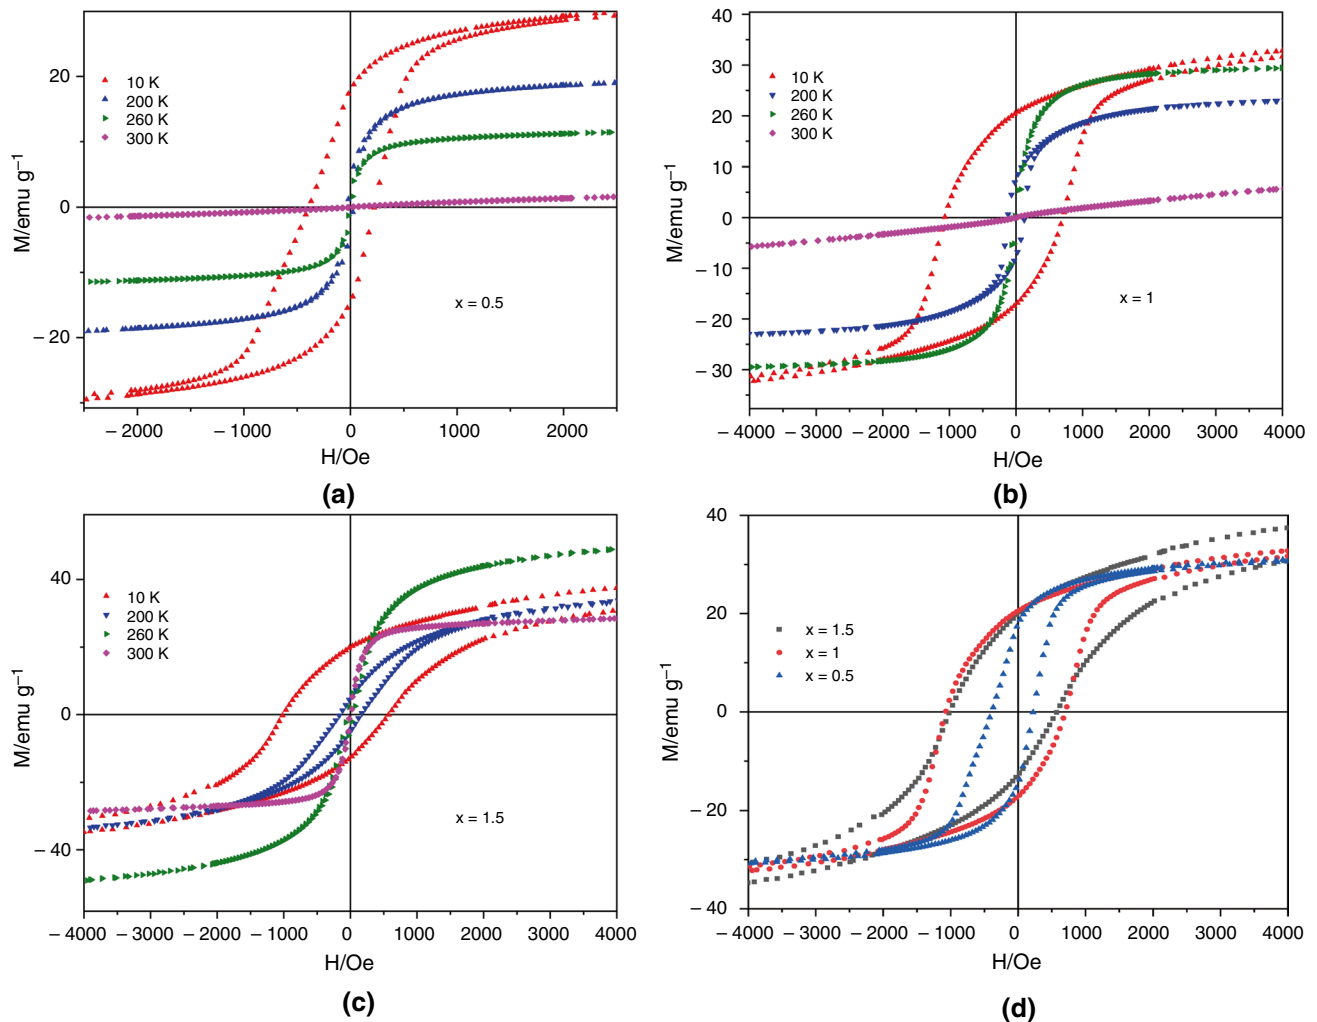 20
0
– 20
M/emu g⁻¹
10 K
200 K
260 K
300 K
x = 0.5
– 2000
– 1000
0
1000
2000
H/Oe
(a)
40
30
20
10
0
– 10
– 20
– 30
M/emu g⁻¹
10 K
200 K
260 K
300 K
x = 1
– 4000
– 3000
– 2000
– 1000
0
1000
2000
3000
4000
H/Oe
(b)
40
0
– 40
M/emu g⁻¹
10 K
200 K
260 K
300 K
x = 1.5
– 4000
– 3000
– 2000
– 1000
0
1000
2000
3000
4000
H/Oe
(c)
40
20
0
– 20
– 40
M/emu g⁻¹
x = 1.5
x = 1
x = 0.5
– 4000
– 3000
– 2000
– 1000
0
1000
2000
3000
4000
H/Oe
(d)